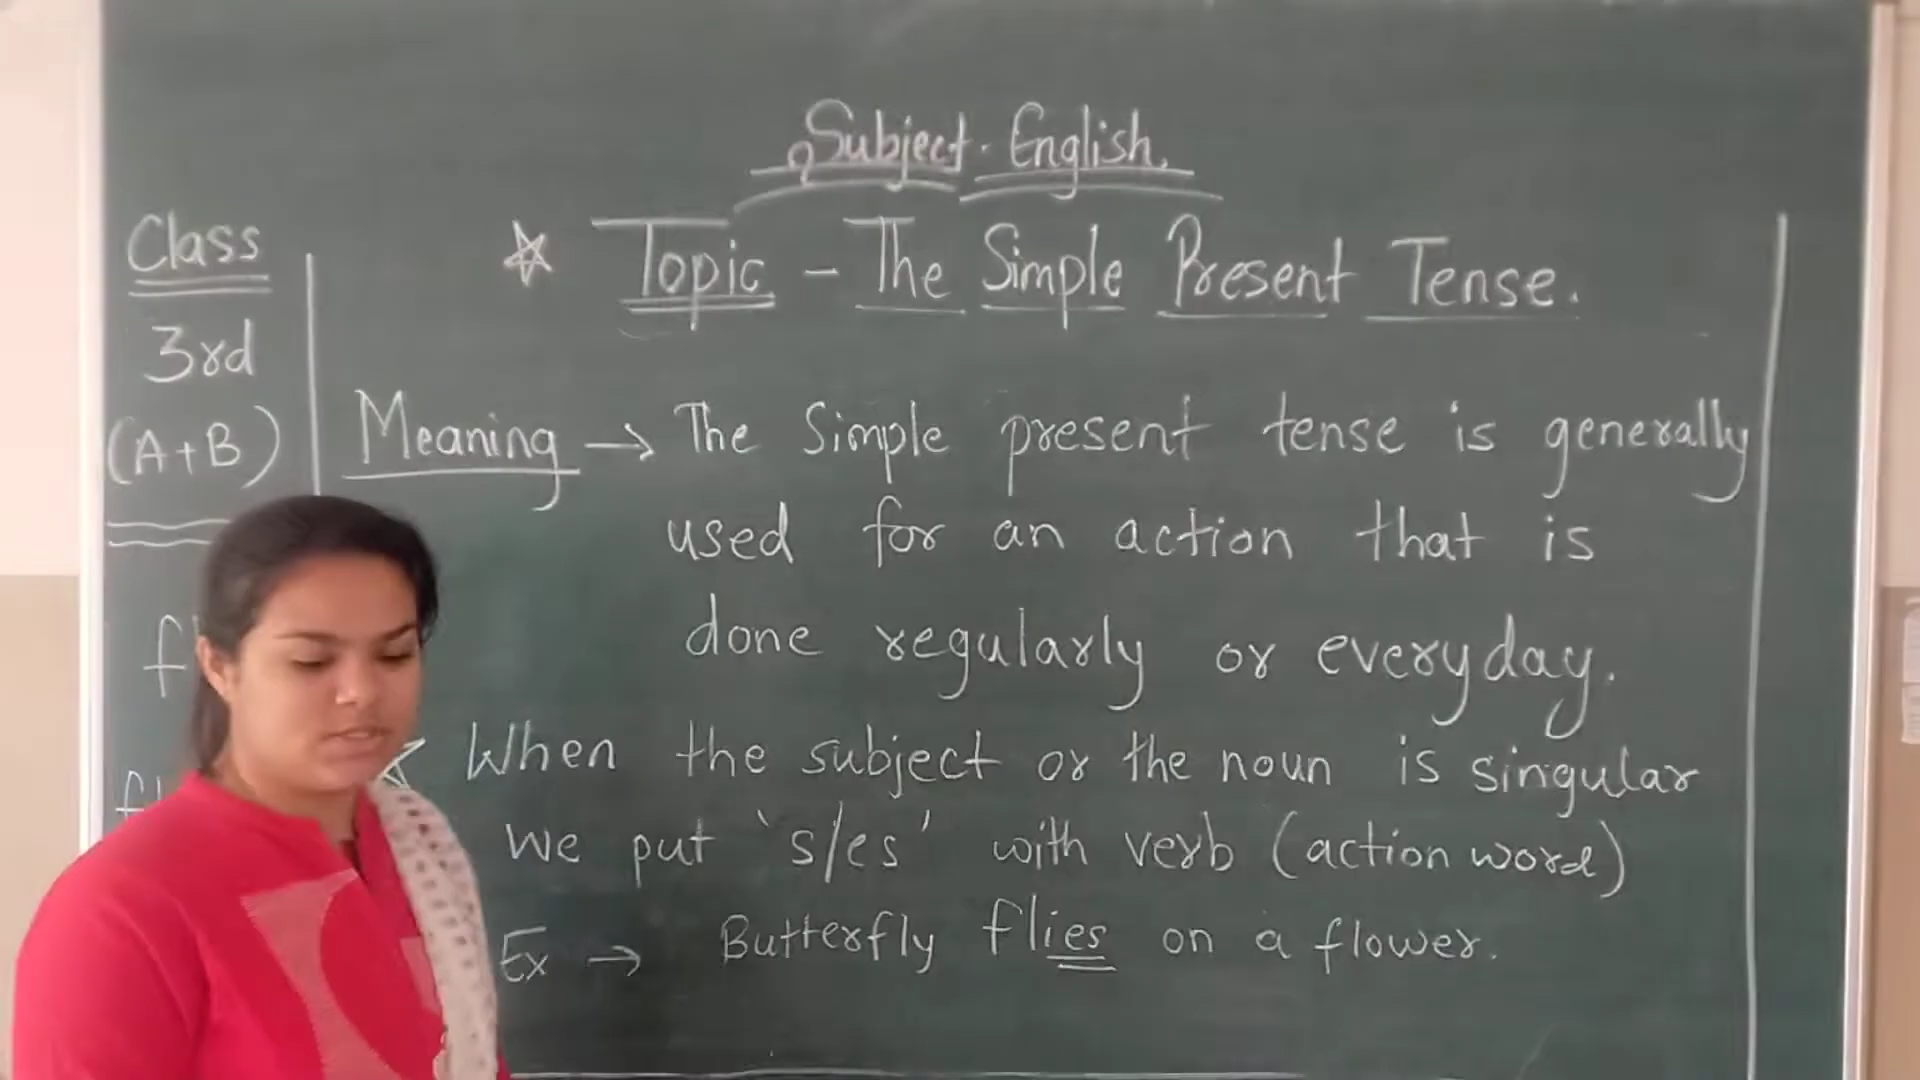 Subject. English.
Topic - The Simple Present Tense.
Class
3rd
(A+B)
Meaning → The Simple present tense is generally
used for an action that is
done regularly or everyday.
When the subject or the noun is singular
we put 's/es' with verb (action word)
Ex → Butterfly flies on a flower.